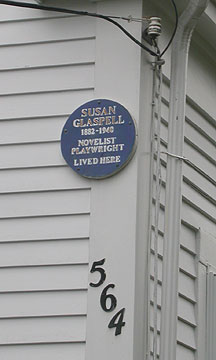 SUSAN
GLASPELL
1882-1948
NOVELIST
PLAYWRIGHT
LIVED HERE
564